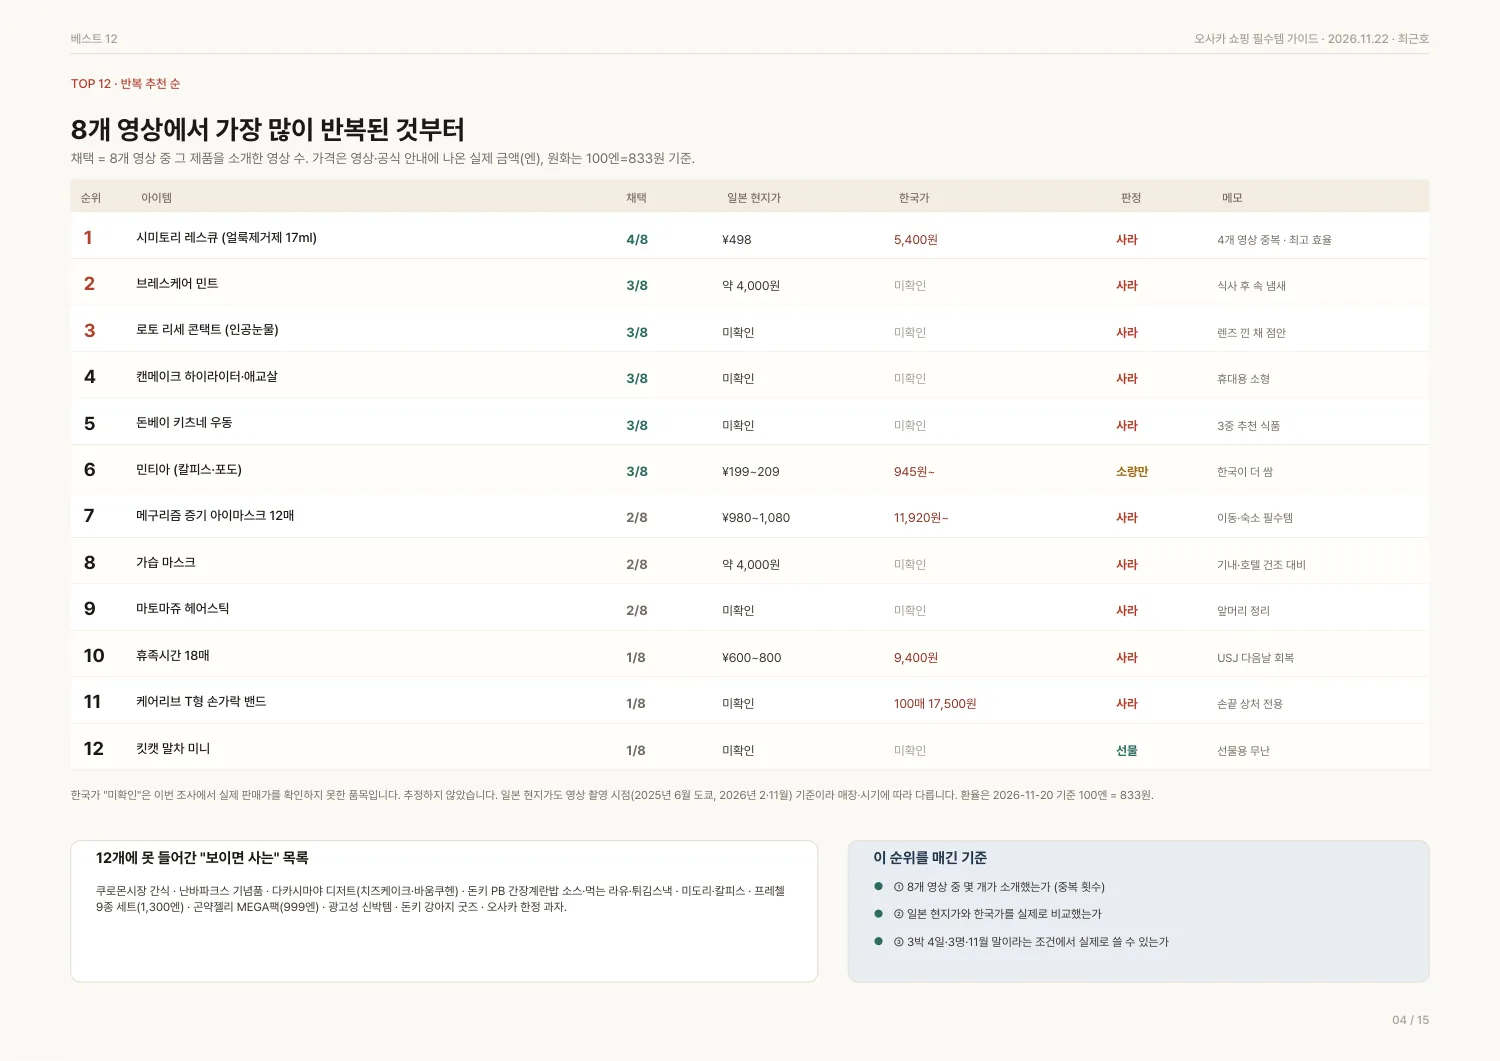 베스트 12
오사카 쇼핑 필수템 가이드 · 2026.11.22 · 최근호
TOP 12 · 반복 추천 순
8개 영상에서 가장 많이 반복된 것부터
채택 = 8개 영상 중 그 제품을 소개한 영상 수. 가격은 영상·공식 안내에 나온 실제 금액(엔), 원화는 100엔=833원 기준.
순위 아이템 채택 일본 현지가 한국가 판정 메모
1 시미토리 레스큐 (얼룩제거제 17ml) 4/8 ¥498 5,400원 사라 4개 영상 중복 · 최고 효율
2 브레스케어 민트 3/8 약 4,000원 미확인 사라 식사 후 속 냄새
3 로토 리세 콘택트 (인공눈물) 3/8 미확인 미확인 사라 렌즈 낀 채 점안
4 캔메이크 하이라이터·애교살 3/8 미확인 미확인 사라 휴대용 소형
5 돈베이 키츠네 우동 3/8 미확인 미확인 사라 3중 추천 식품
6 민티아 (칼피스·포도) 3/8 ¥199~209 945원~ 소량만 한국이 더 쌈
7 메구리즘 증기 아이마스크 12매 2/8 ¥980~1,080 11,920원~ 사라 이동·숙소 필수템
8 가습 마스크 2/8 약 4,000원 미확인 사라 기내·호텔 건조 대비
9 마토마쥬 헤어스틱 2/8 미확인 미확인 사라 앞머리 정리
10 휴족시간 18매 1/8 ¥600~800 9,400원 사라 USJ 다음날 회복
11 케어리브 T형 손가락 밴드 1/8 미확인 100매 17,500원 사라 손끝 상처 전용
12 킷캣 말차 미니 1/8 미확인 미확인 선물 선물용 무난
한국가 "미확인"은 이번 조사에서 실제 판매가를 확인하지 못한 품목입니다. 추정하지 않았습니다. 일본 현지가도 영상 촬영 시점(2025년 6월 도쿄, 2026년 2·11월) 기준이라 매장·시기에 따라 다릅니다. 환율은 2026-11-20 기준 100엔 = 833원.
12개에 못 들어간 "보이면 사는" 목록
쿠로몬시장 간식 · 난바파크스 기념품 · 다카시마야 디저트(치즈케이크·바움쿠헨) · 돈키 PB 간장계란밥 소스·먹는 라유·튀김스낵 · 미도리·칼피스 · 프레첼
9종 세트(1,300엔) · 곤약젤리 MEGA팩(999엔) · 광고성 신박템 · 돈키 강아지 굿즈 · 오사카 한정 과자.
이 순위를 매긴 기준
① 8개 영상 중 몇 개가 소개했는가 (중복 횟수)
② 일본 현지가와 한국가를 실제로 비교했는가
③ 3박 4일·3명·11월 말이라는 조건에서 실제로 쓸 수 있는가
04 / 15